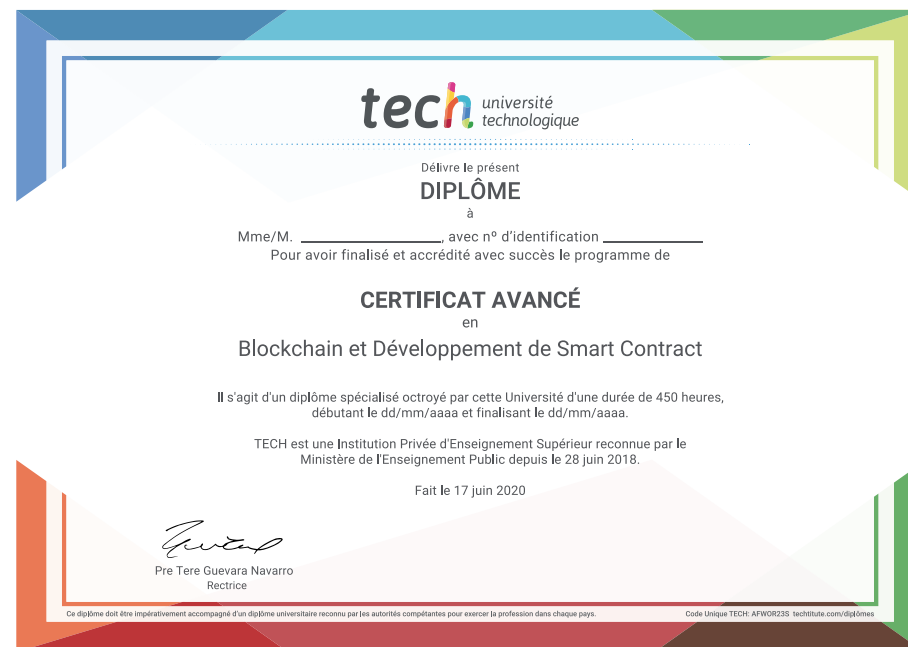 tech université
technologique
Délivre le présent
DIPLÔME
à
Mme/M. ____________________, avec nº d'identification ______________
Pour avoir finalisé et accrédité avec succès le programme de
CERTIFICAT AVANCÉ
en
Blockchain et Développement de Smart Contract
Il s'agit d'un diplôme spécialisé octroyé par cette Université d'une durée de 450 heures,
débutant le dd/mm/aaaa et finalisant le dd/mm/aaaa.
TECH est une Institution Privée d'Enseignement Supérieur reconnue par le
Ministère de l'Enseignement Public depuis le 28 juin 2018.
Fait le 17 juin 2020
Pre Tere Guevara Navarro
Rectrice
Ce diplôme doit être impérativement accompagné d'un diplôme universitaire reconnu par les autorités compétentes pour exercer la profession dans chaque pays.
Code Unique TECH: AFWOR23S techtitute.com/diplômes